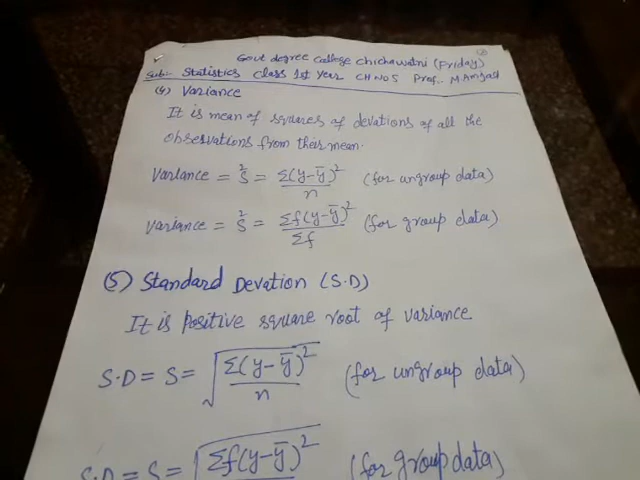 Govt degree College Chichawatni (Friday)
Sub:- Statistics class 1st Year CH NO 5 Prof. M Amjad
(4) Variance
It is mean of squares of devations of all the
observations from their mean.
Variance = S² = Σ(y-ȳ)²/n (for ungroup data)
Variance = S² = Σf(y-ȳ)²/Σf (for group data)
(5) Standard Devation (S.D)
It is positive square root of variance
S.D = S = √(Σ(y-ȳ)²/n) (for ungroup data)
S.D = S = √Σf(y-ȳ)² (for group data)